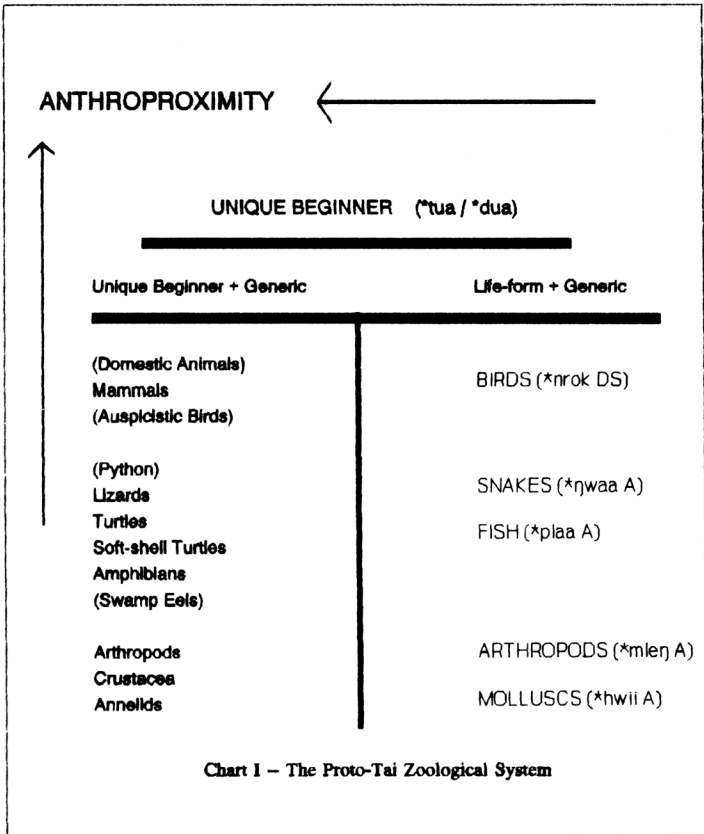 ANTHROPROXIMITY
UNIQUE BEGINNER (*tua / *dua)
Unique Beginner + Generic
Life-form + Generic
(Domestic Animals)
Mammals
(Auspicistic Birds)
BIRDS (*nrok DS)
(Python)
Lizards
Turtles
Soft-shell Turtles
Amphibians
(Swamp Eels)
SNAKES (*ŋwaa A)
FISH (*plaa A)
Arthropods
Crustacea
Annelids
ARTHROPODS (*mleŋ A)
MOLLUSCS (*hwii A)
Chart I – The Proto-Tai Zoological System